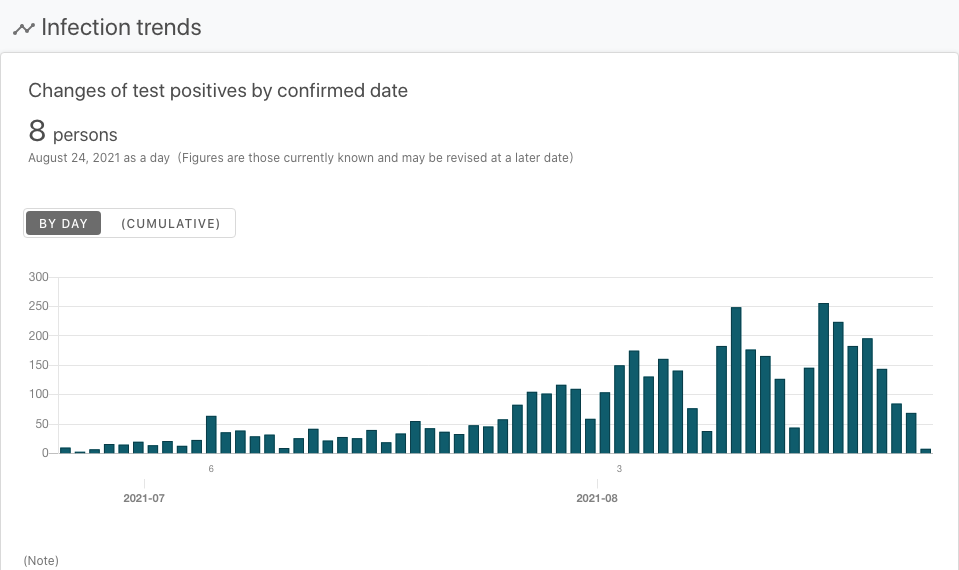 Infection trends
Changes of test positives by confirmed date
8 persons
August 24, 2021 as a day (Figures are those currently known and may be revised at a later date)
BY DAY (CUMULATIVE)
300
250
200
150
100
50
0
6 3
2021-07 2021-08
(Note)